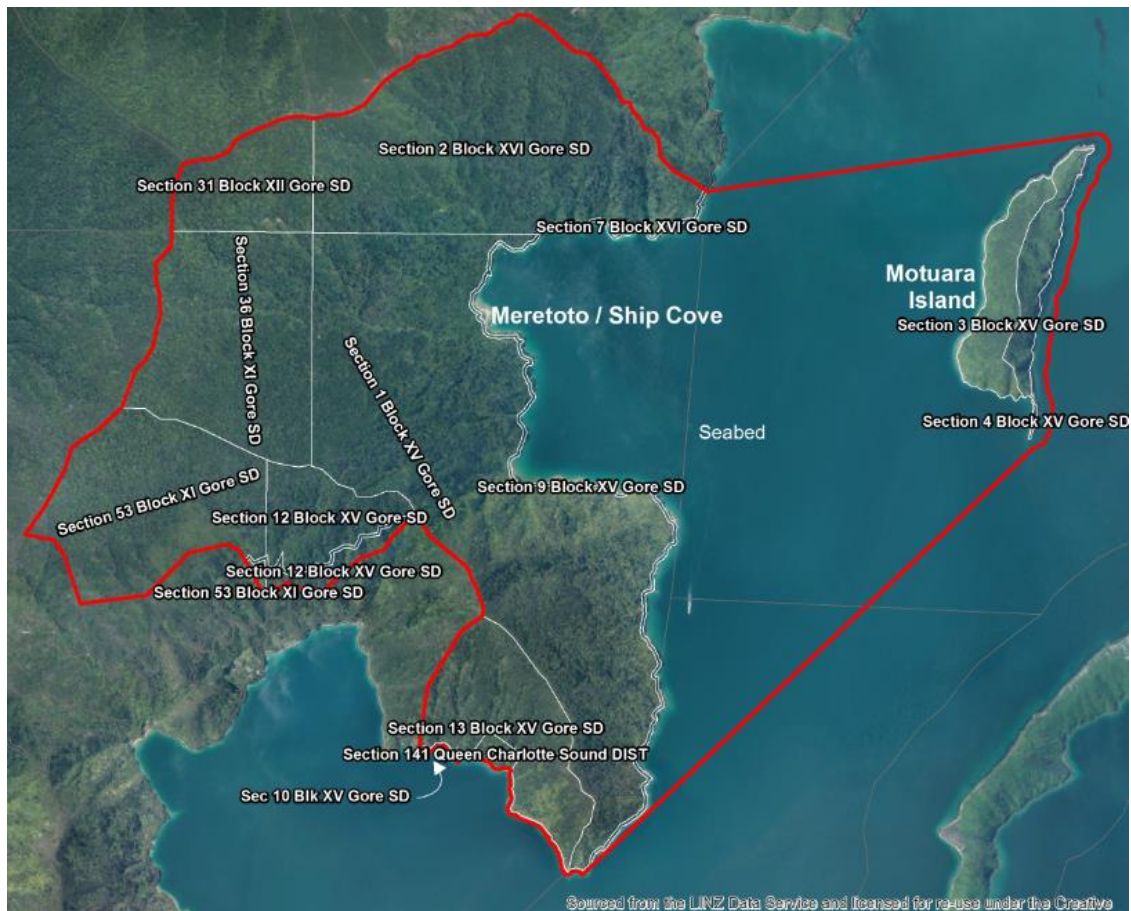 Section 2 Block XVI Gore SD
Section 31 Block XII Gore SD
Section 7 Block XVI Gore SD
Section 36 Block XI Gore SD
Motuara
Island
Meretoto / Ship Cove
Section 3 Block XV Gore SD
Section 1 Block XV Gore SD
Section 4 Block XV Gore SD
Seabed
Section 53 Block XI Gore SD
Section 9 Block XV Gore SD
Section 12 Block XV Gore SD
Section 12 Block XV Gore SD
Section 53 Block XI Gore SD
Section 13 Block XV Gore SD
Section 141 Queen Charlotte Sound DIST
Sec 10 Blk XV Gore SD
Sourced from the LINZ Data Service and licensed for re-use under the Creative